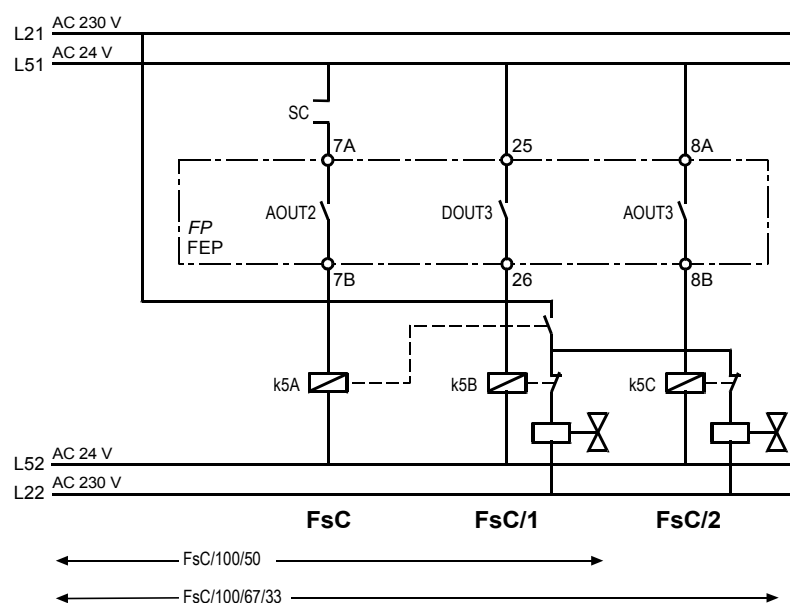 AC 230 V
L21
AC 24 V
L51
SC
7A 25 8A
AOUT2 DOUT3 AOUT3
FP
FEP
7B 26 8B
k5A k5B k5C
AC 24 V
L52
AC 230 V
L22
FsC FsC/1 FsC/2
FsC/100/50
FsC/100/67/33